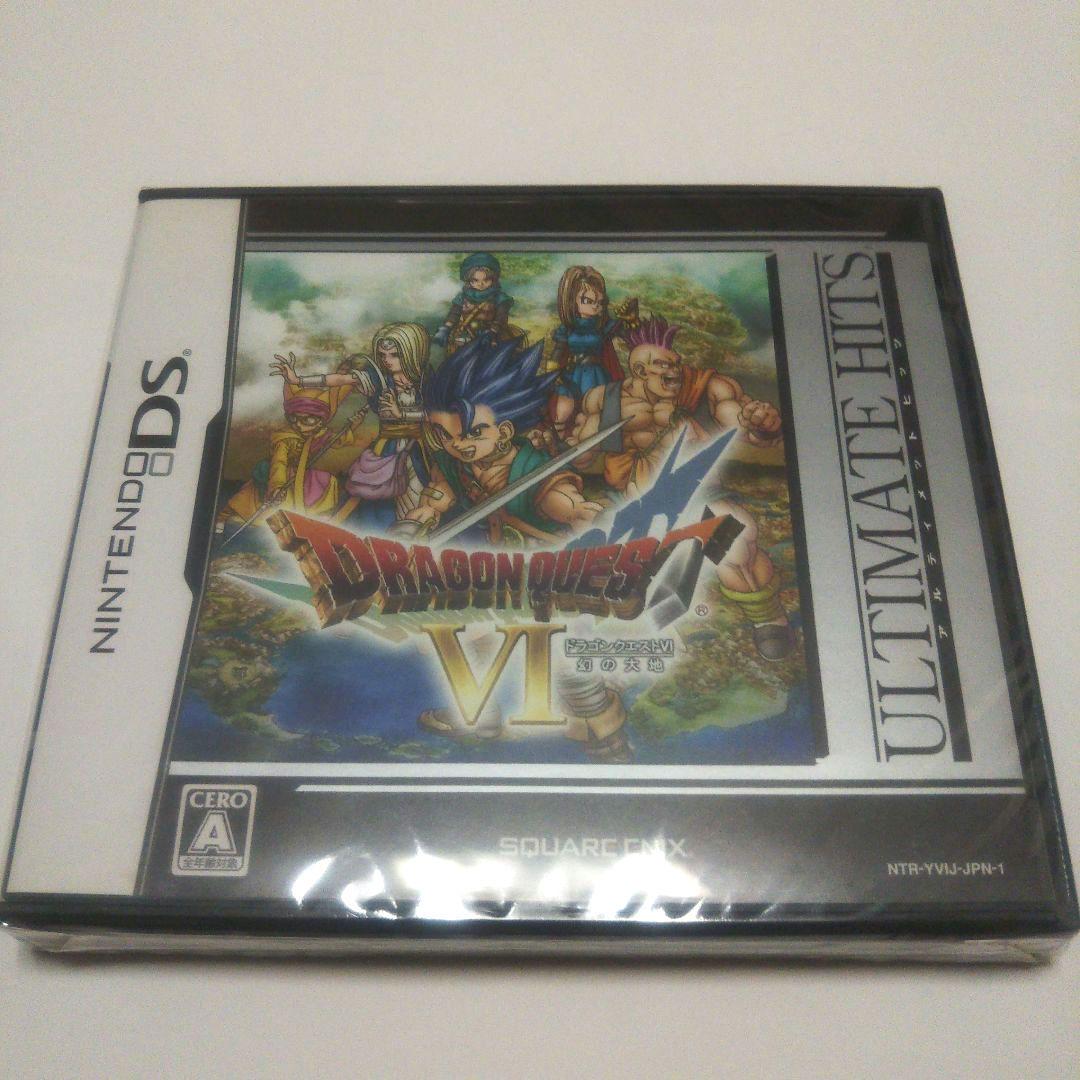 NINTENDO DS®
DRAGON QUEST®
VI
ドラゴンクエストVI
幻の大地
ULTIMATE HITS
アルティメットヒッツ
CERO
A
全年齢対象
SQUARE ENIX
NTR-YVIJ-JPN-1